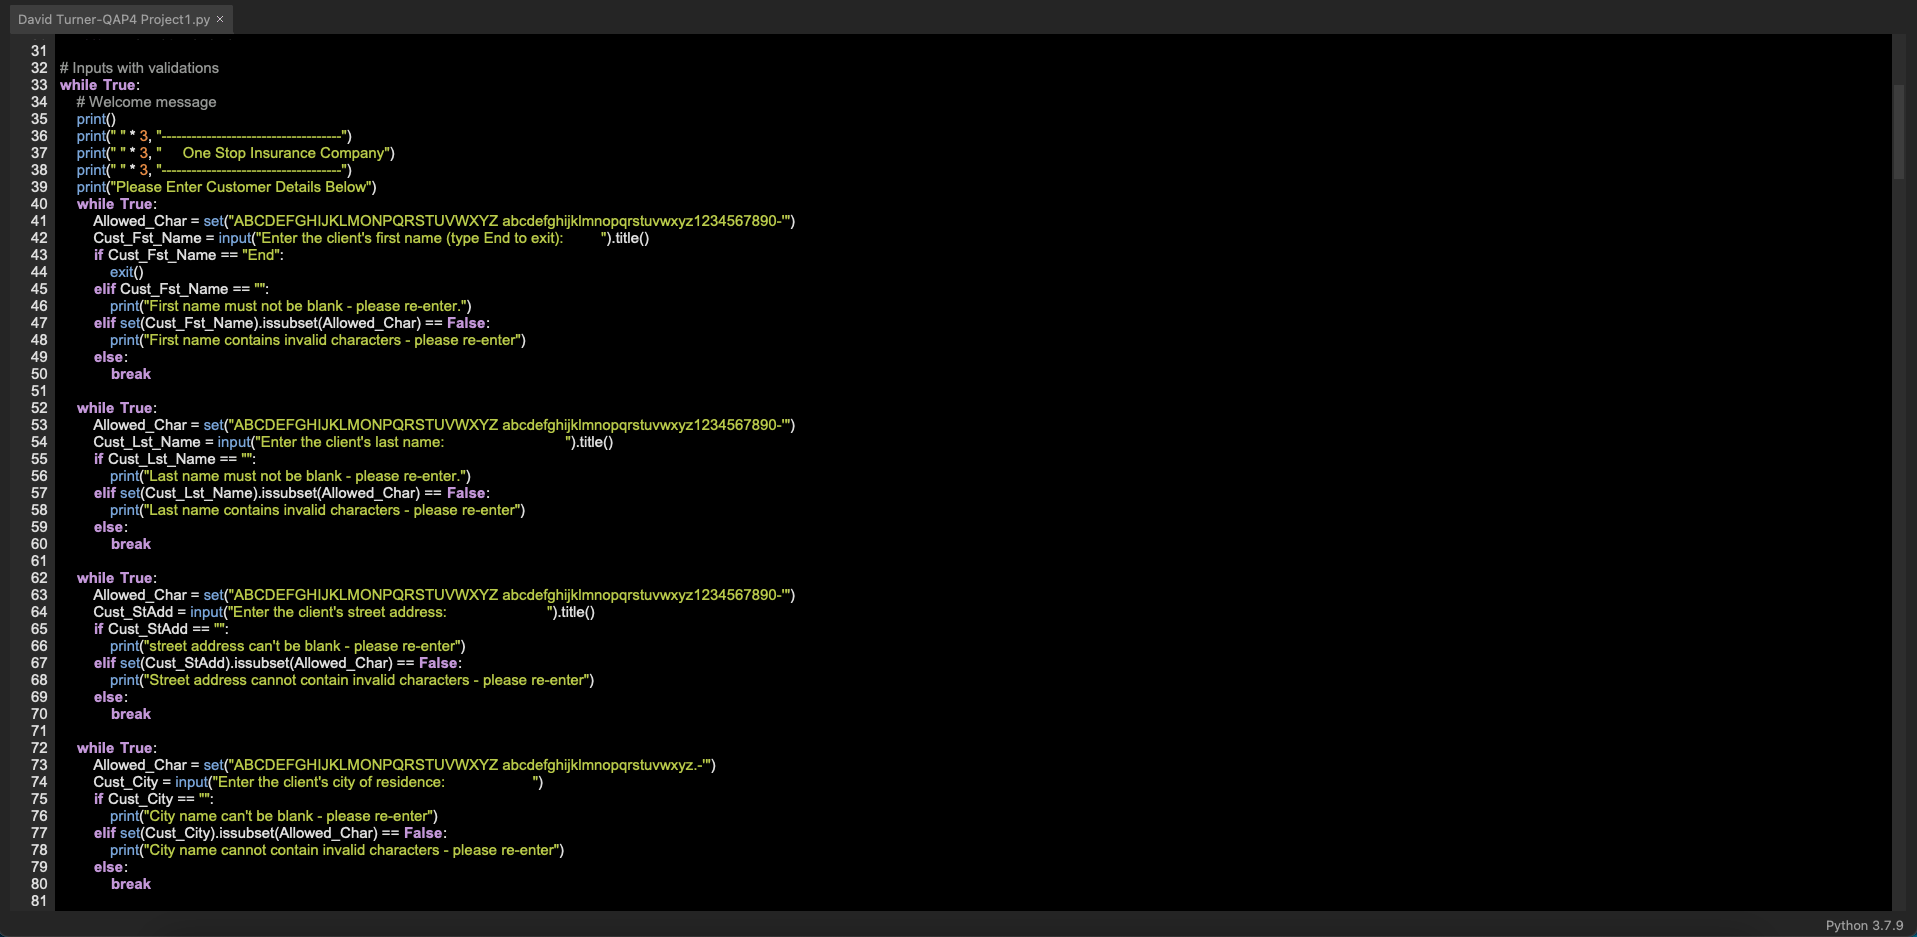 David Turner-QAP4 Project1.py ×
31
32 # Inputs with validations
33 while True:
34 # Welcome message
35 print()
36 print(" " * 3, "-------------------------------------")
37 print(" " * 3, "     One Stop Insurance Company")
38 print(" " * 3, "-------------------------------------")
39 print("Please Enter Customer Details Below")
40 while True:
41 Allowed_Char = set("ABCDEFGHIJKLMONPQRSTUVWXYZ abcdefghijklmnopqrstuvwxyz1234567890-'")
42 Cust_Fst_Name = input("Enter the client's first name (type End to exit):         ").title()
43 if Cust_Fst_Name == "End":
44 exit()
45 elif Cust_Fst_Name == "":
46 print("First name must not be blank - please re-enter.")
47 elif set(Cust_Fst_Name).issubset(Allowed_Char) == False:
48 print("First name contains invalid characters - please re-enter")
49 else:
50 break
51
52 while True:
53 Allowed_Char = set("ABCDEFGHIJKLMONPQRSTUVWXYZ abcdefghijklmnopqrstuvwxyz1234567890-'")
54 Cust_Lst_Name = input("Enter the client's last name:                              ").title()
55 if Cust_Lst_Name == "":
56 print("Last name must not be blank - please re-enter.")
57 elif set(Cust_Lst_Name).issubset(Allowed_Char) == False:
58 print("Last name contains invalid characters - please re-enter")
59 else:
60 break
61
62 while True:
63 Allowed_Char = set("ABCDEFGHIJKLMONPQRSTUVWXYZ abcdefghijklmnopqrstuvwxyz1234567890-'")
64 Cust_StAdd = input("Enter the client's street address:                         ").title()
65 if Cust_StAdd == "":
66 print("street address can't be blank - please re-enter")
67 elif set(Cust_StAdd).issubset(Allowed_Char) == False:
68 print("Street address cannot contain invalid characters - please re-enter")
69 else:
70 break
71
72 while True:
73 Allowed_Char = set("ABCDEFGHIJKLMONPQRSTUVWXYZ abcdefghijklmnopqrstuvwxyz.-'")
74 Cust_City = input("Enter the client's city of residence:                      ")
75 if Cust_City == "":
76 print("City name can't be blank - please re-enter")
77 elif set(Cust_City).issubset(Allowed_Char) == False:
78 print("City name cannot contain invalid characters - please re-enter")
79 else:
80 break
81
Python 3.7.9